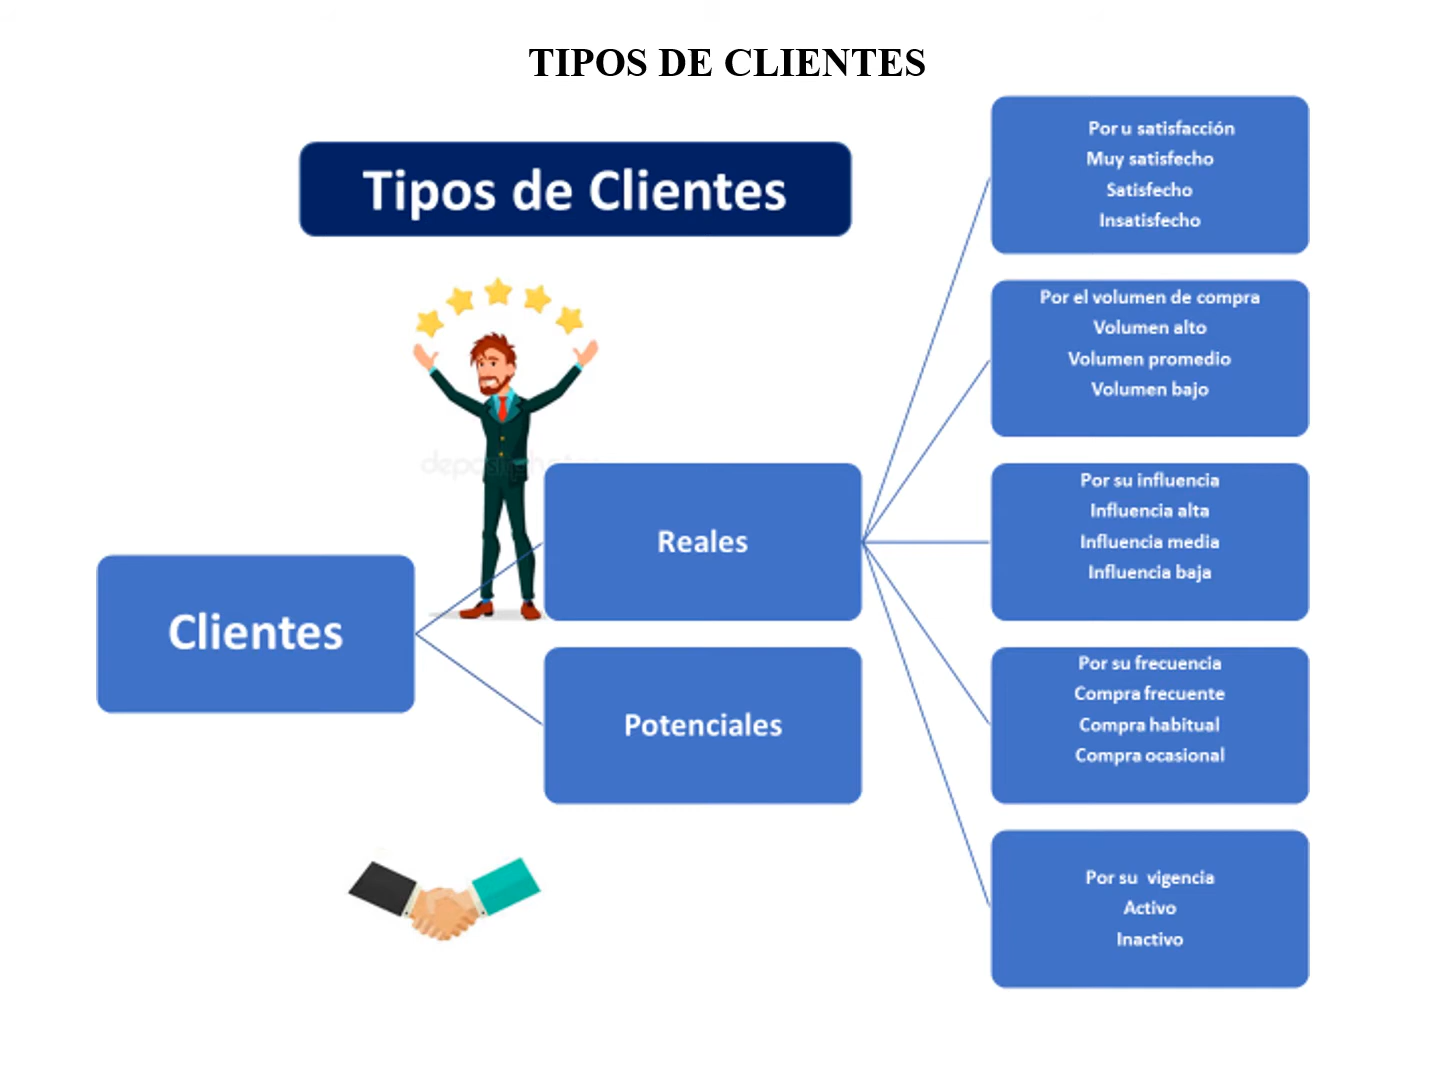 TIPOS DE CLIENTES
Tipos de Clientes
Clientes
Reales
Potenciales
Por u satisfacción
Muy satisfecho
Satisfecho
Insatisfecho
Por el volumen de compra
Volumen alto
Volumen promedio
Volumen bajo
Por su influencia
Influencia alta
Influencia media
Influencia baja
Por su frecuencia
Compra frecuente
Compra habitual
Compra ocasional
Por su vigencia
Activo
Inactivo